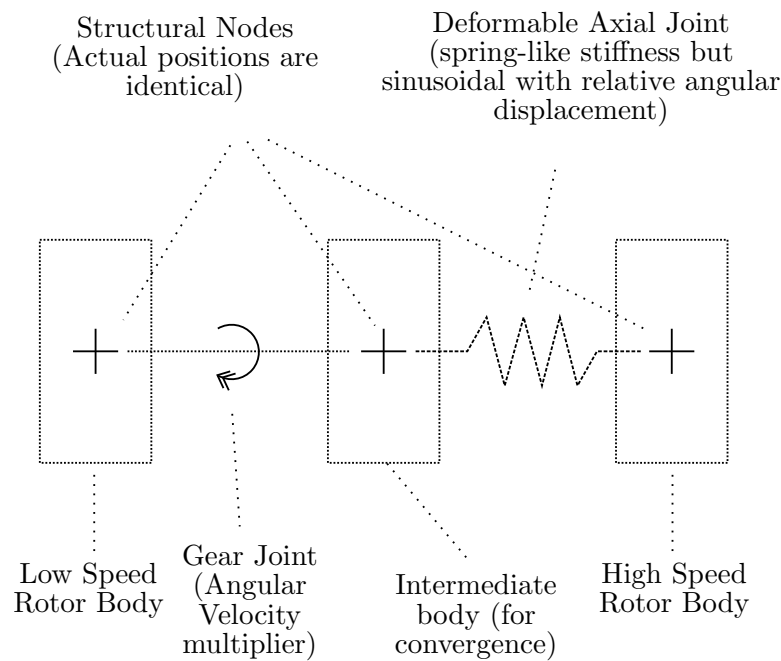 Structural Nodes
(Actual positions are
identical)
Deformable Axial Joint
(spring-like stiffness but
sinusoidal with relative angular
displacement)
Low Speed
Rotor Body
Gear Joint
(Angular
Velocity
multiplier)
Intermediate
body (for
convergence)
High Speed
Rotor Body